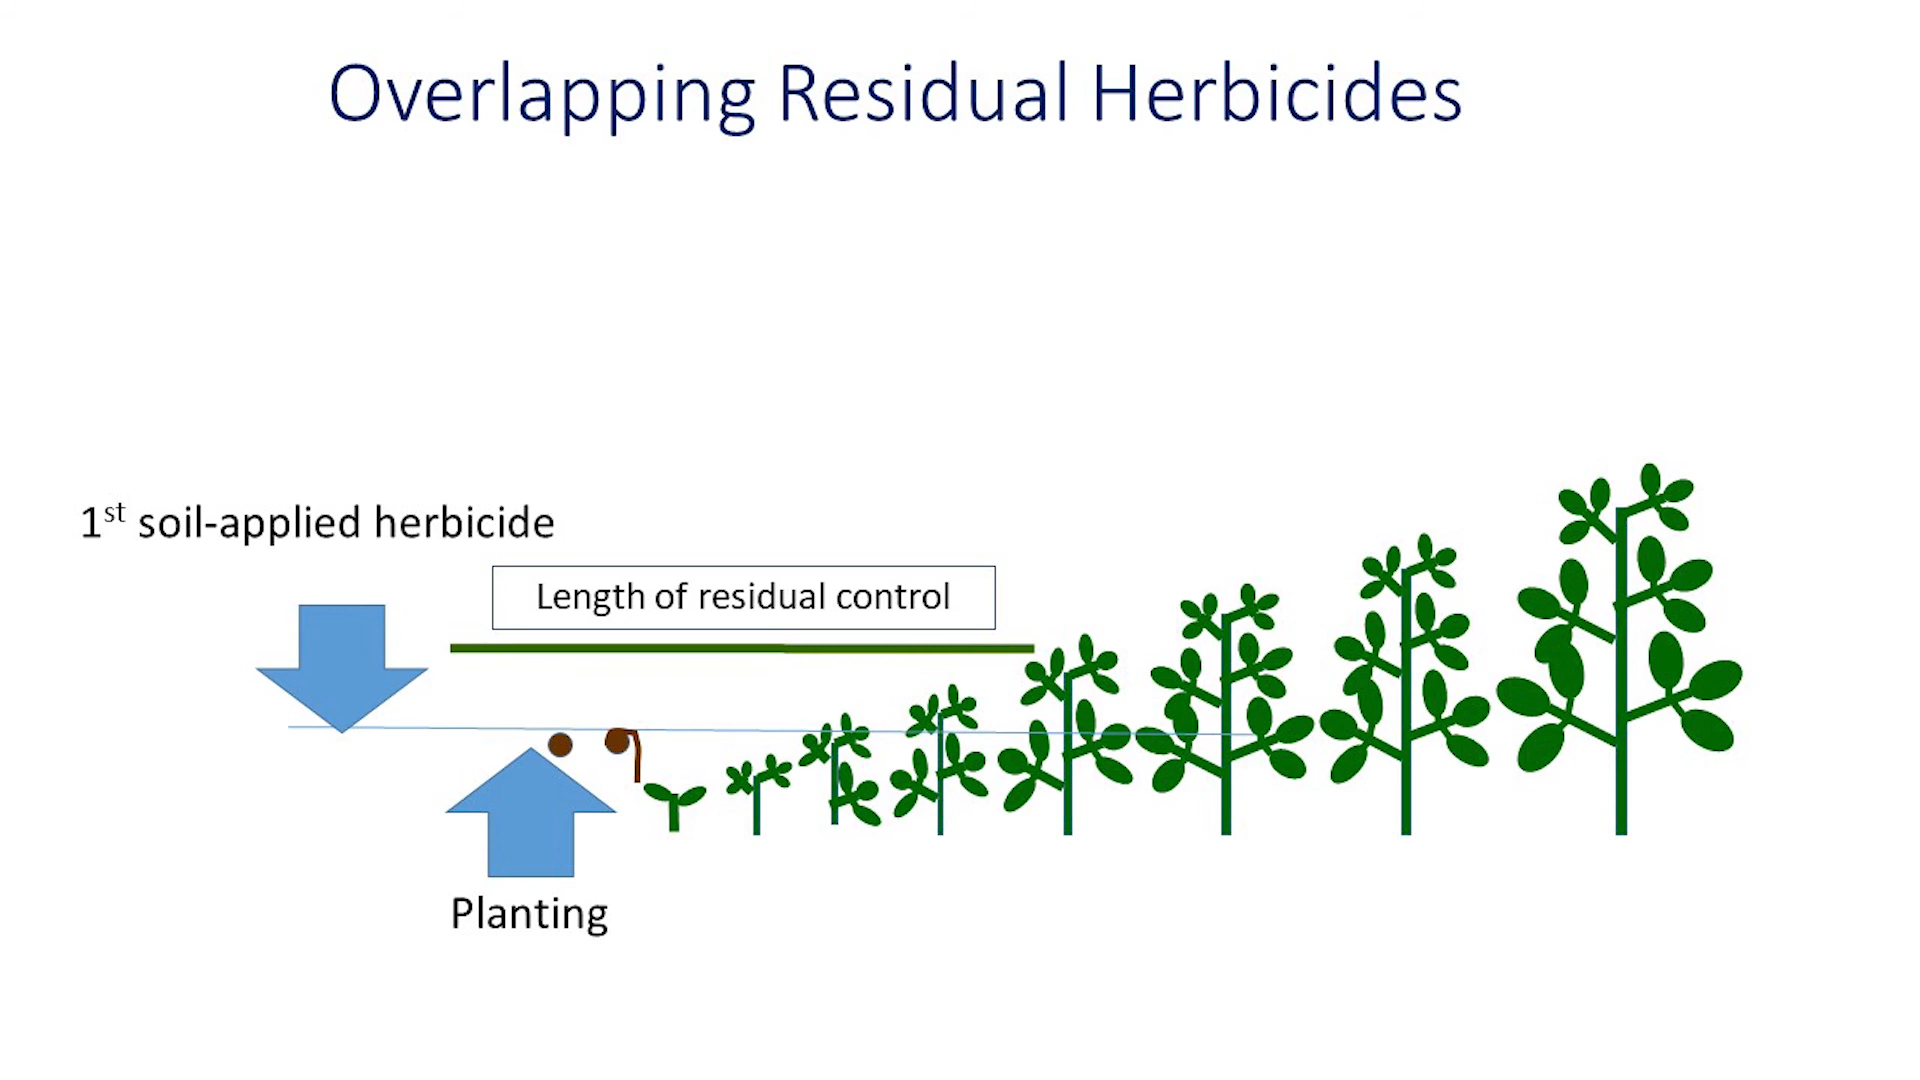 Overlapping Residual Herbicides
1st soil-applied herbicide
Length of residual control
Planting